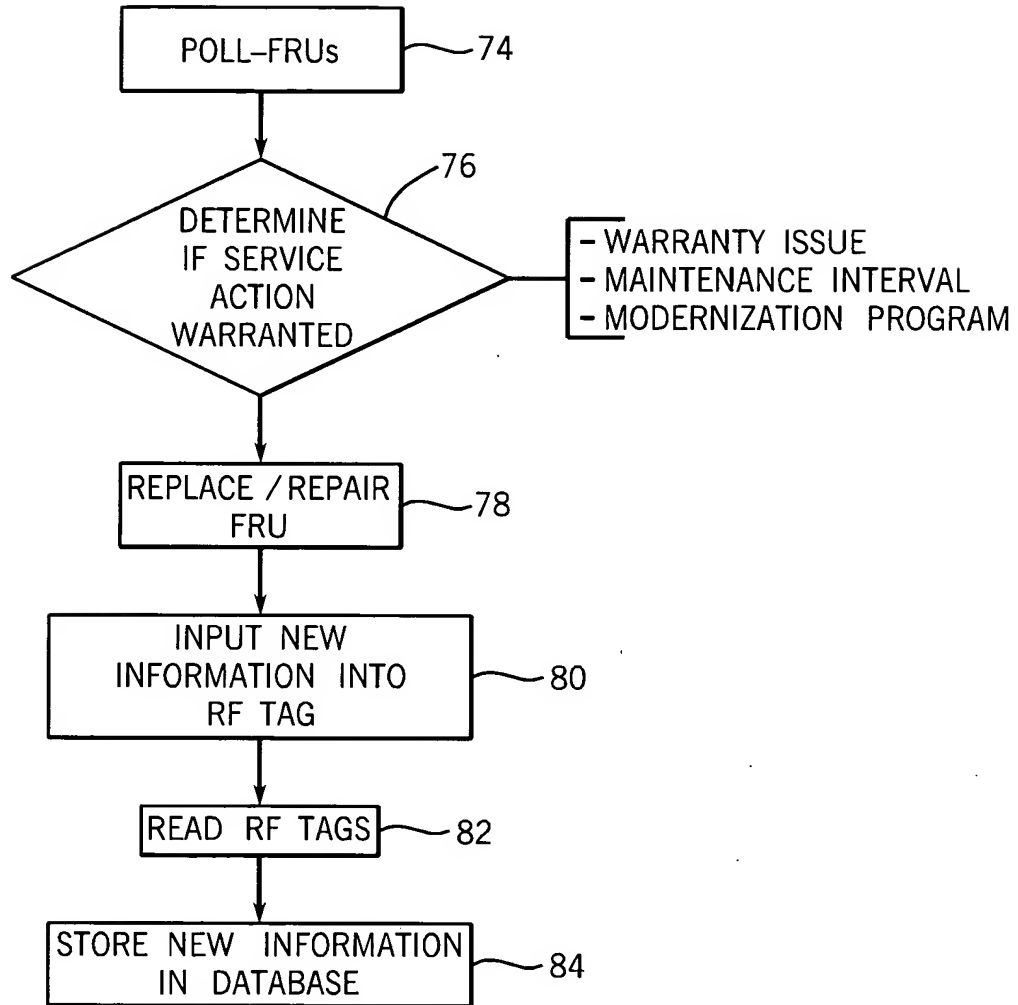 POLL-FRUs
74
76
DETERMINE
IF SERVICE
ACTION
WARRANTED
- WARRANTY ISSUE
- MAINTENANCE INTERVAL
- MODERNIZATION PROGRAM
REPLACE / REPAIR
FRU
78
INPUT NEW
INFORMATION INTO
RF TAG
80
READ RF TAGS
82
STORE NEW INFORMATION
IN DATABASE
84